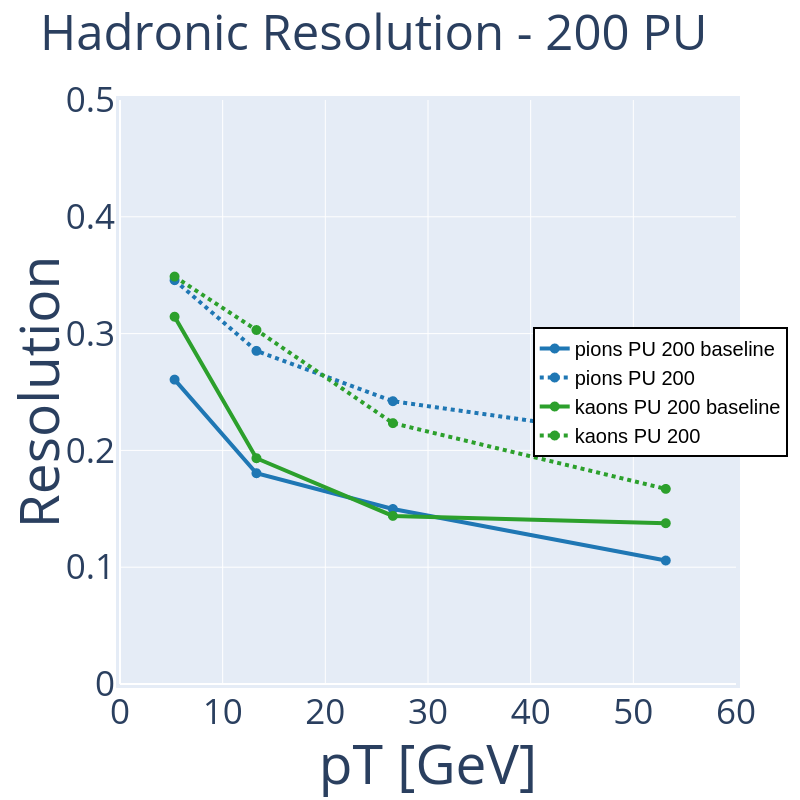 Hadronic Resolution - 200 PU
0.5
0.4
0.3
0.2
0.1
0
Resolution
pions PU 200 baseline
pions PU 200
kaons PU 200 baseline
kaons PU 200
0 10 20 30 40 50 60
pT [GeV]